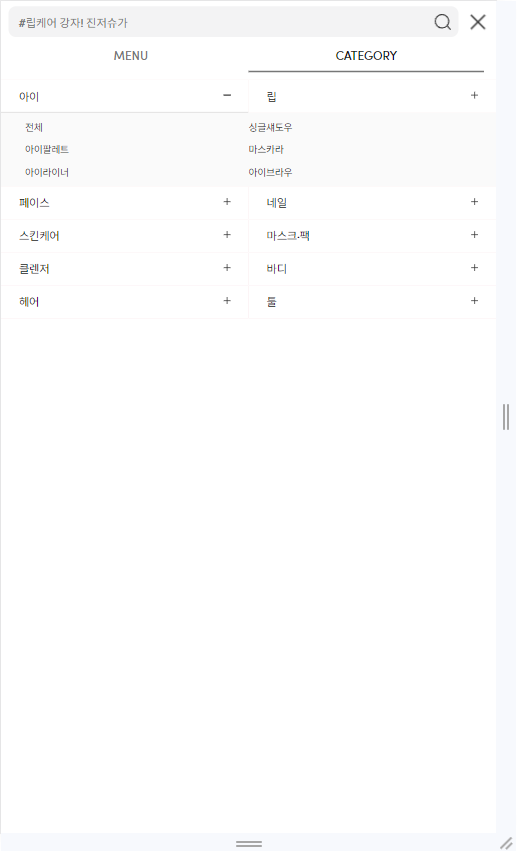 #립케어 강자! 진저슈가
MENU CATEGORY
아이 립
전체 싱글섀도우
아이팔레트 마스카라
아이라이너 아이브라우
페이스 네일
스킨케어 마스크·팩
클렌저 바디
헤어 툴